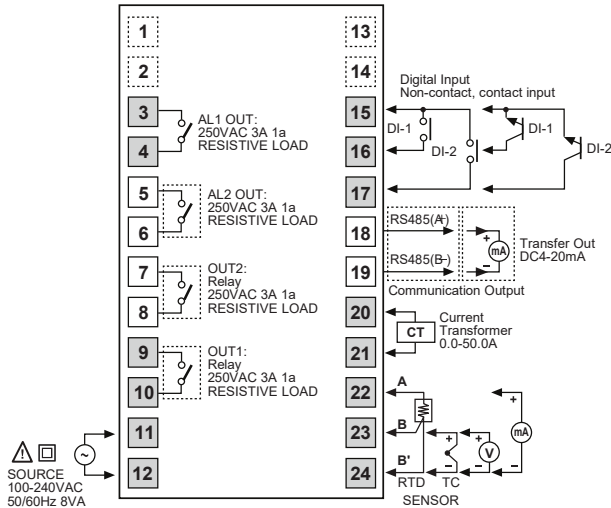 1
2
3
4
5
6
7
8
9
10
11
12
13
14
15
16
17
18
19
20
21
22
23
24
AL1 OUT:
250VAC 3A 1a
RESISTIVE LOAD
AL2 OUT:
250VAC 3A 1a
RESISTIVE LOAD
OUT2:
Relay
250VAC 3A 1a
RESISTIVE LOAD
OUT1:
Relay
250VAC 3A 1a
RESISTIVE LOAD
~
SOURCE
100-240VAC
50/60Hz 8VA
Digital Input
Non-contact, contact input
DI-1
DI-2
DI-1
DI-2
RS485(A+)
RS485(B-)
Communication Output
+
mA
-
Transfer Out
DC4-20mA
CT
Current
Transformer
0.0-50.0A
A
B
B'
RTD
+
-
TC
+
V
-
+
mA
-
SENSOR